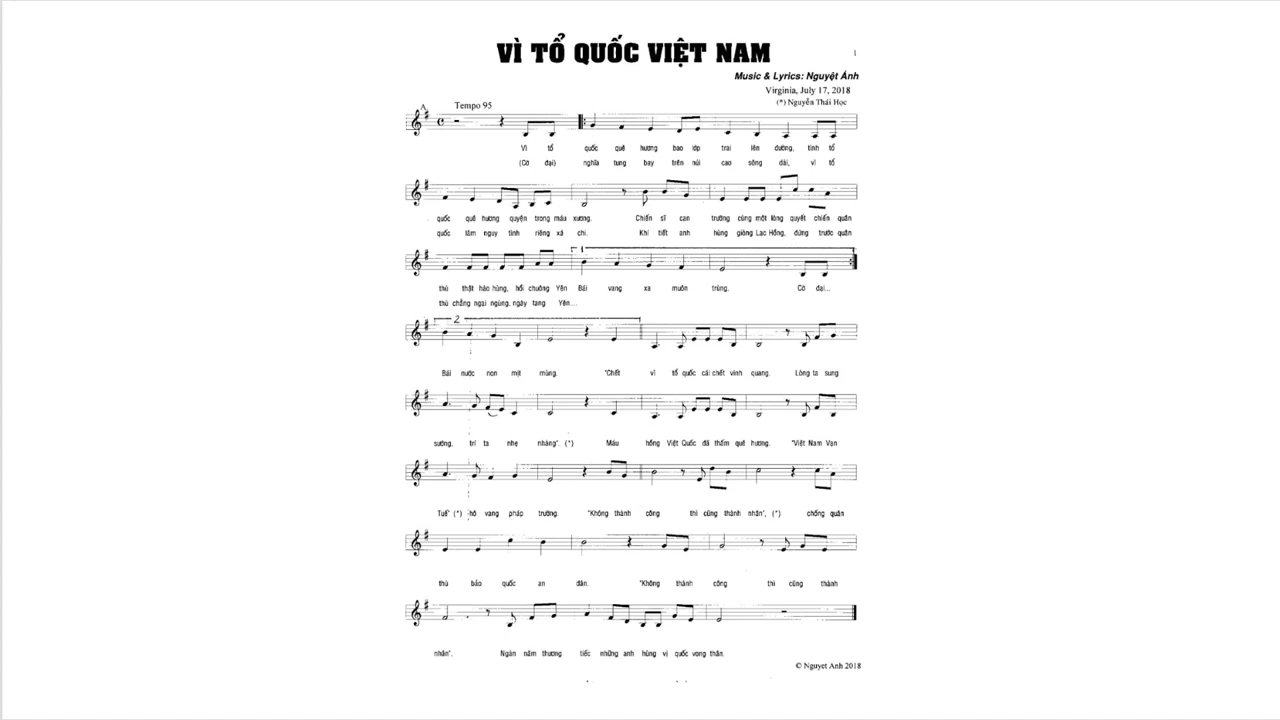 VÌ TỔ QUỐC VIỆT NAM
1
Music & Lyrics: Nguyệt Ánh
Virginia, July 17, 2018
(*) Nguyễn Thái Học
A
Tempo 95
Vì tổ quốc quê hương bao lớp trai lên đường, tình tổ
(Cờ đại) nghĩa tung bay trên núi cao sông dài, vì tổ
quốc quê hương quyện trong máu xương. Chiến sĩ can trường cùng một lòng quyết chiến quân
quốc lâm nguy tình riêng xá chi. Khí tiết anh hùng giòng Lạc Hồng, đứng trước quân
1
thù thật hào hùng, hồi chuông Yên Bái vang xa muôn trùng. Cờ đại...
thù chẳng ngại ngùng, ngày tang Yên...
2
Bái nước non mịt mùng. "Chết vì tổ quốc cái chết vinh quang. Lòng ta sung
sướng, trí ta nhẹ nhàng". (*) Máu hồng Việt Quốc đã thắm quê hương. "Việt Nam Vạn
Tuế" (*) hô vang pháp trường. "Không thành công thì cũng thành nhân", (*) chống quân
thù bảo quốc an dân. "Không thành công thì cũng thành
nhân". Ngàn năm thương tiếc những anh hùng vị quốc vong thân.
© Nguyet Anh 2018